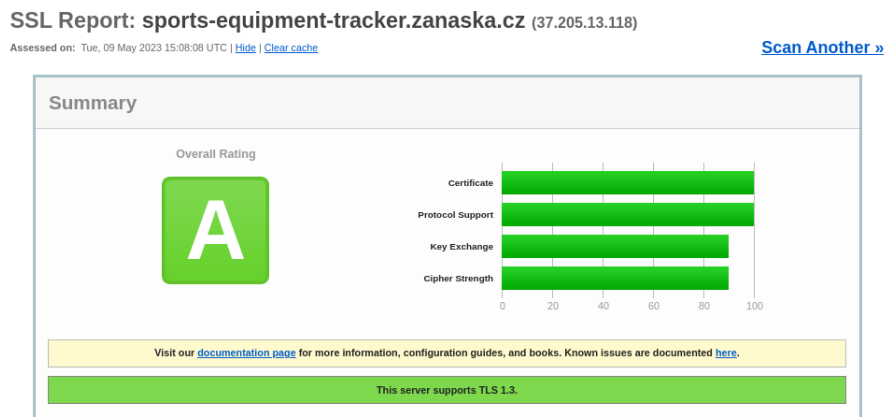 SSL Report: sports-equipment-tracker.zanaska.cz (37.205.13.118)
Assessed on: Tue, 09 May 2023 15:08:08 UTC | Hide | Clear cache
Scan Another »
Summary
Overall Rating
A
Certificate
Protocol Support
Key Exchange
Cipher Strength
0 20 40 60 80 100
Visit our documentation page for more information, configuration guides, and books. Known issues are documented here.
This server supports TLS 1.3.